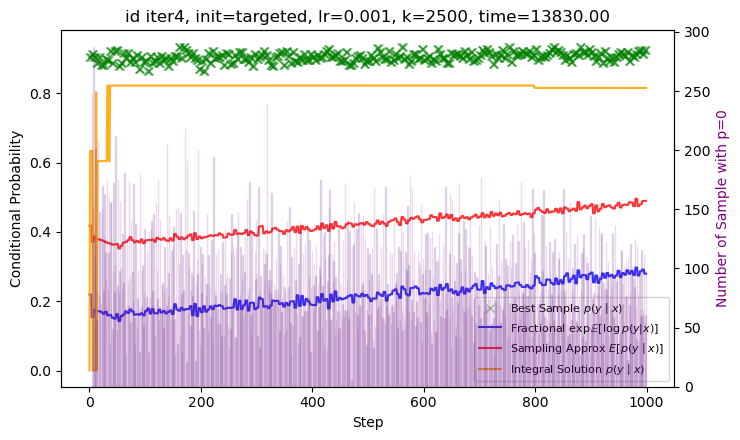 id iter4, init=targeted, lr=0.001, k=2500, time=13830.00
Conditional Probability
0.0
0.2
0.4
0.6
0.8
0
200
400
600
800
1000
Step
0
50
100
150
200
250
300
Number of Sample with p=0
Best Sample p(y | x)
Fractional exp𝔼[log p(y|x)]
Sampling Approx 𝔼[p(y | x)]
Integral Solution p(y | x)